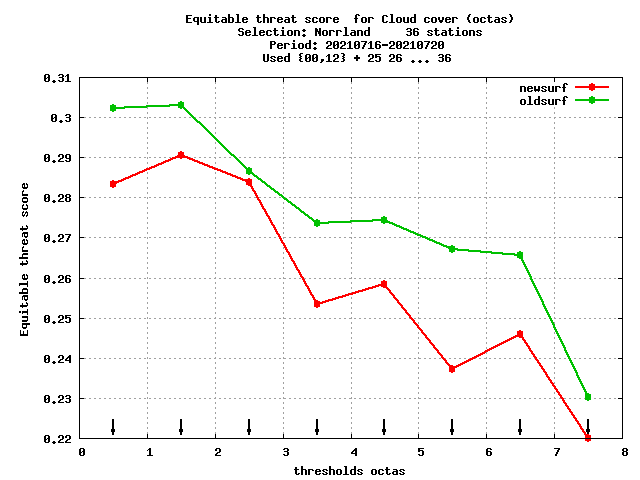 Equitable threat score  for Cloud cover (octas)
Selection: Norrland     36 stations
Period: 20210716-20210720
Used {00,12} + 25 26 ... 36
newsurf
oldsurf
Equitable threat score
0.31
0.3
0.29
0.28
0.27
0.26
0.25
0.24
0.23
0.22
0 1 2 3 4 5 6 7 8
thresholds octas